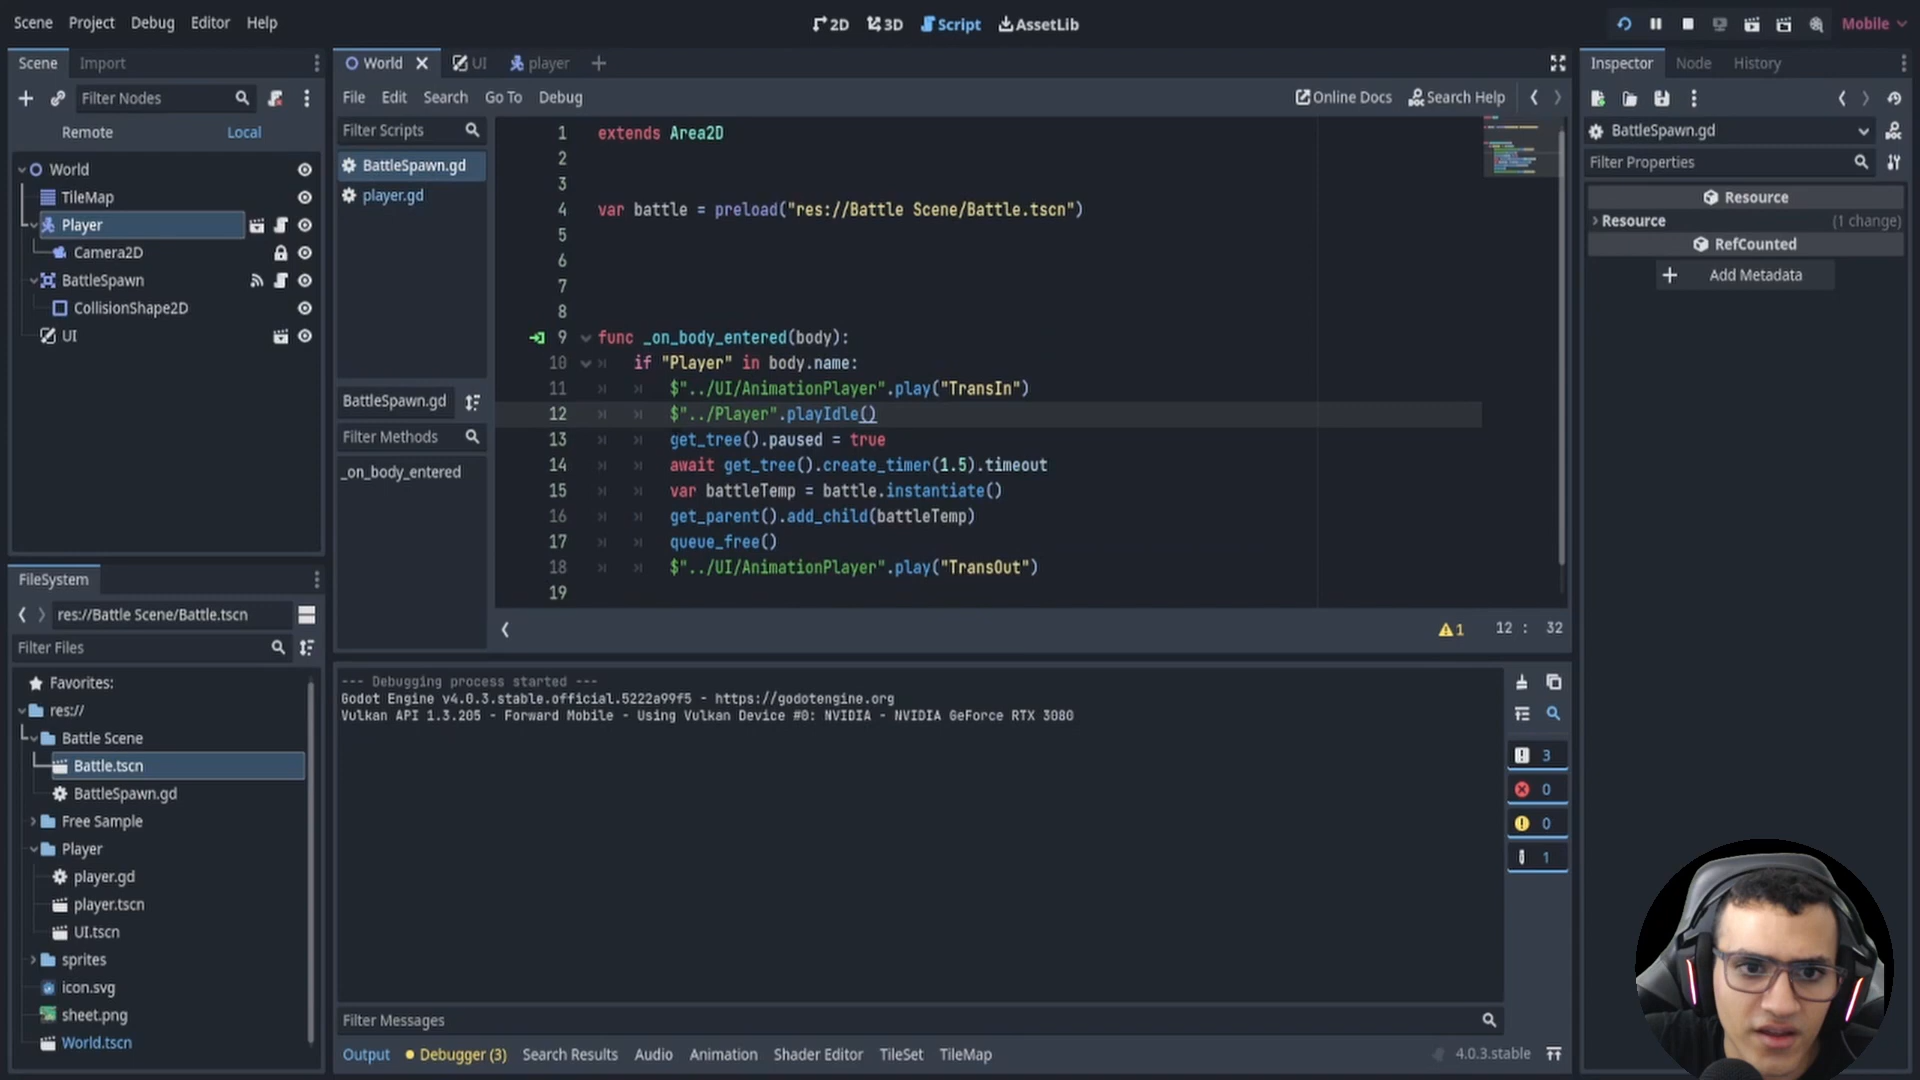 Scene Project Debug Editor Help
2D 3D Script AssetLib
Mobile
Scene Import
Filter Nodes
Remote Local
World
TileMap
Player
Camera2D
BattleSpawn
CollisionShape2D
UI
FileSystem
res://Battle Scene/Battle.tscn
Filter Files
Favorites:
res://
Battle Scene
Battle.tscn
BattleSpawn.gd
Free Sample
Player
player.gd
player.tscn
UI.tscn
sprites
icon.svg
sheet.png
World.tscn
World UI player
File Edit Search Go To Debug
Online Docs Search Help
Filter Scripts
BattleSpawn.gd
player.gd
BattleSpawn.gd
Filter Methods
_on_body_entered
1 extends Area2D
2
3
4 var battle = preload("res://Battle Scene/Battle.tscn")
5
6
7
8
9 func _on_body_entered(body):
10 if "Player" in body.name:
11 $"../UI/AnimationPlayer".play("TransIn")
12 $"../Player".playIdle()
13 get_tree().paused = true
14 await get_tree().create_timer(1.5).timeout
15 var battleTemp = battle.instantiate()
16 get_parent().add_child(battleTemp)
17 queue_free()
18 $"../UI/AnimationPlayer".play("TransOut")
19
1 12 : 32
--- Debugging process started ---
Godot Engine v4.0.3.stable.official.5222a99f5 - https://godotengine.org
Vulkan API 1.3.205 - Forward Mobile - Using Vulkan Device #0: NVIDIA - NVIDIA GeForce RTX 3080
3
0
0
1
Filter Messages
Output Debugger (3) Search Results Audio Animation Shader Editor TileSet TileMap
4.0.3.stable
Inspector Node History
BattleSpawn.gd
Filter Properties
Resource
Resource (1 change)
RefCounted
Add Metadata